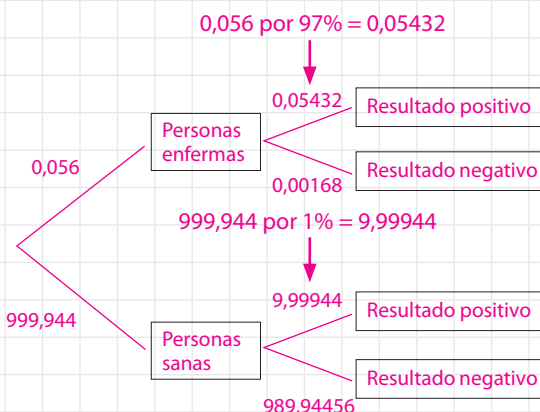 0,056 por 97% = 0,05432
0,05432
Resultado positivo
Personas
enfermas
0,056
Resultado negativo
0,00168
999,944 por 1% = 9,99944
9,99944
Resultado positivo
999,944
Personas
sanas
Resultado negativo
989,94456